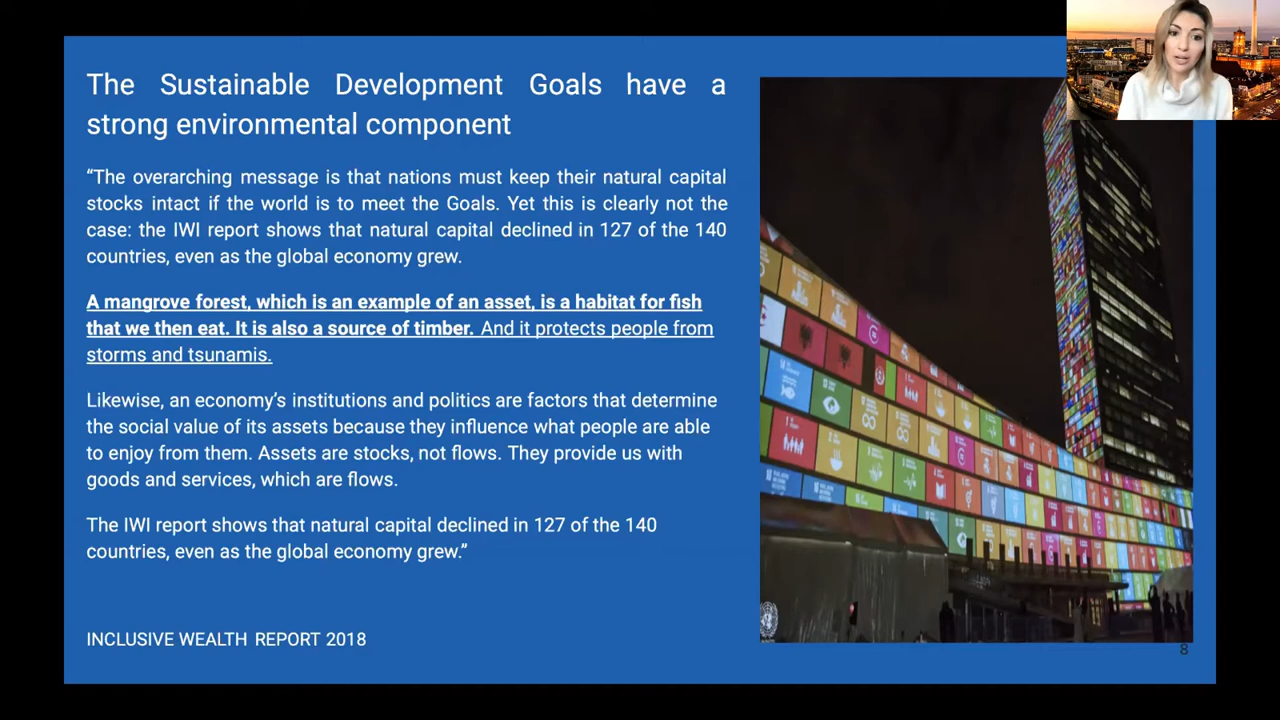 The Sustainable Development Goals have a
strong environmental component
“The overarching message is that nations must keep their natural capital
stocks intact if the world is to meet the Goals. Yet this is clearly not the
case: the IWI report shows that natural capital declined in 127 of the 140
countries, even as the global economy grew.
A mangrove forest, which is an example of an asset, is a habitat for fish
that we then eat. It is also a source of timber. And it protects people from
storms and tsunamis.
Likewise, an economy’s institutions and politics are factors that determine
the social value of its assets because they influence what people are able
to enjoy from them. Assets are stocks, not flows. They provide us with
goods and services, which are flows.
The IWI report shows that natural capital declined in 127 of the 140
countries, even as the global economy grew.”
INCLUSIVE WEALTH REPORT 2018
8